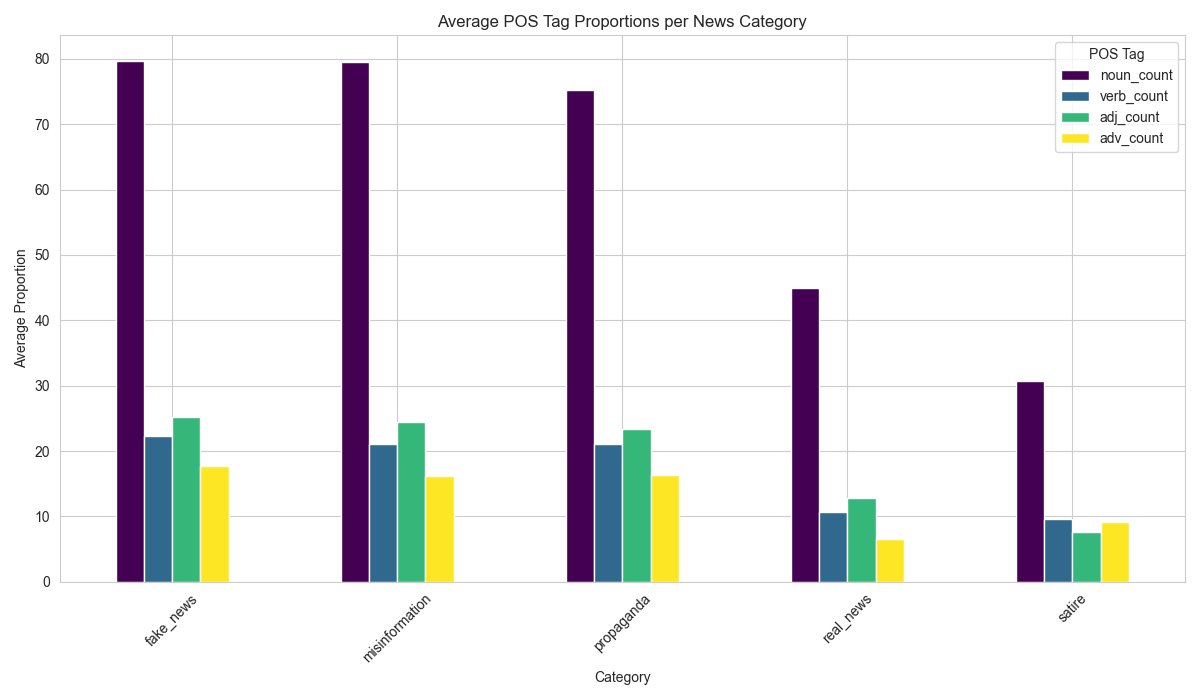 Average POS Tag Proportions per News Category
POS Tag
noun_count
verb_count
adj_count
adv_count
Average Proportion
80
70
60
50
40
30
20
10
0
fake_news
misinformation
propaganda
real_news
satire
Category